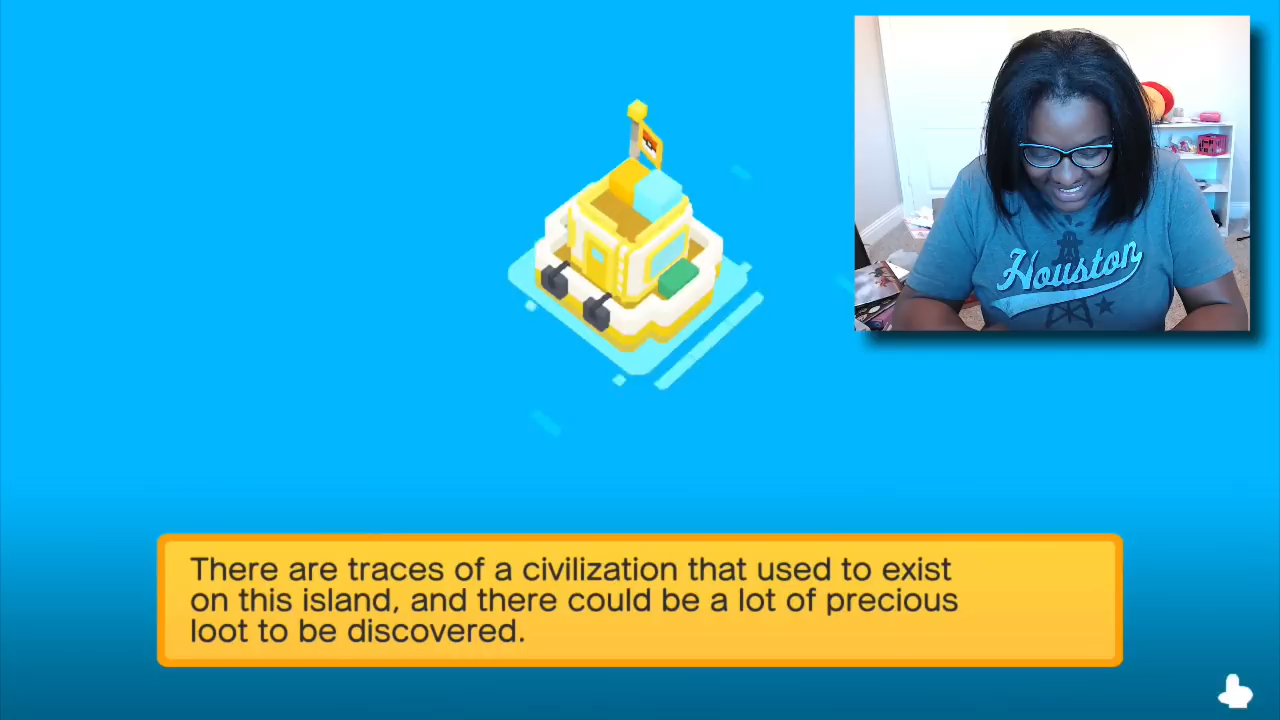 Houston
There are traces of a civilization that used to exist
on this island, and there could be a lot of precious
loot to be discovered.